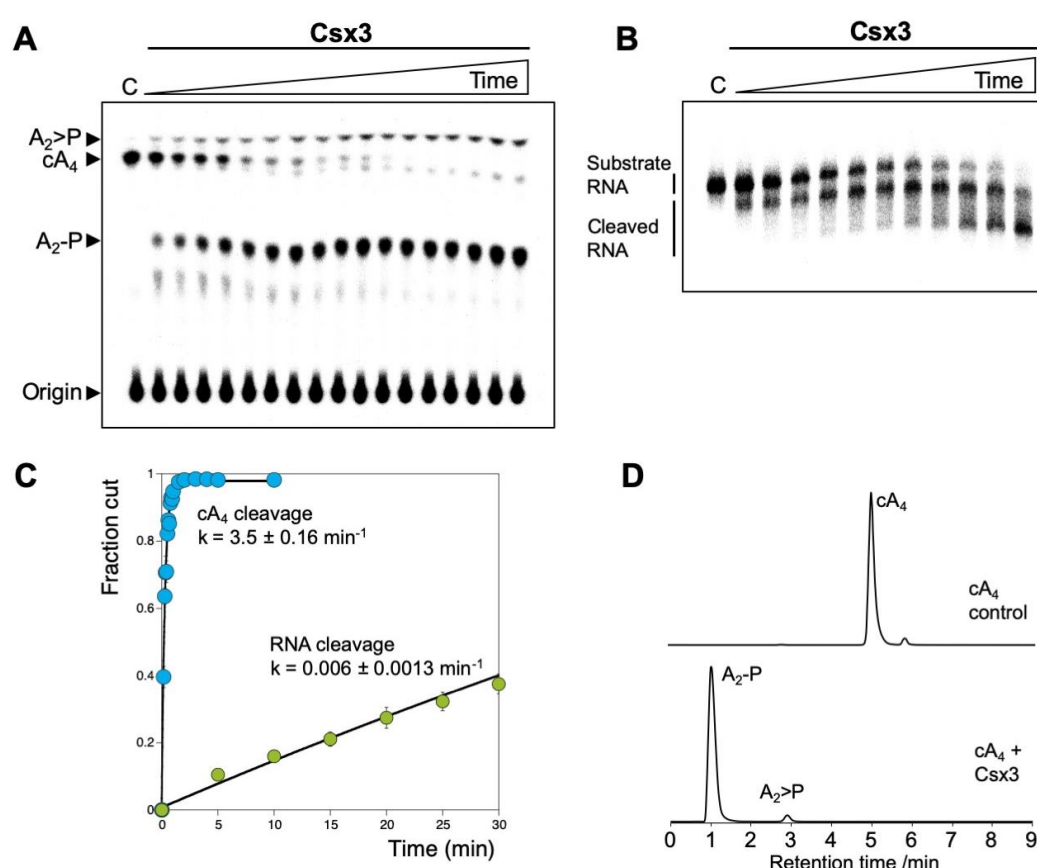 A
Csx3
C
Time
A₂>P
cA₄
A₂-P
Origin
B
Csx3
C
Time
Substrate
RNA
Cleaved
RNA
C
Fraction cut
1
0.8
0.6
0.4
0.2
0
cA₄ cleavage
k = 3.5 ± 0.16 min⁻¹
RNA cleavage
k = 0.006 ± 0.0013 min⁻¹
0 5 10 15 20 25 30
Time (min)
D
cA₄
cA₄
control
A₂-P
A₂>P
cA₄ +
Csx3
0 1 2 3 4 5 6 7 8 9
Retention time /min